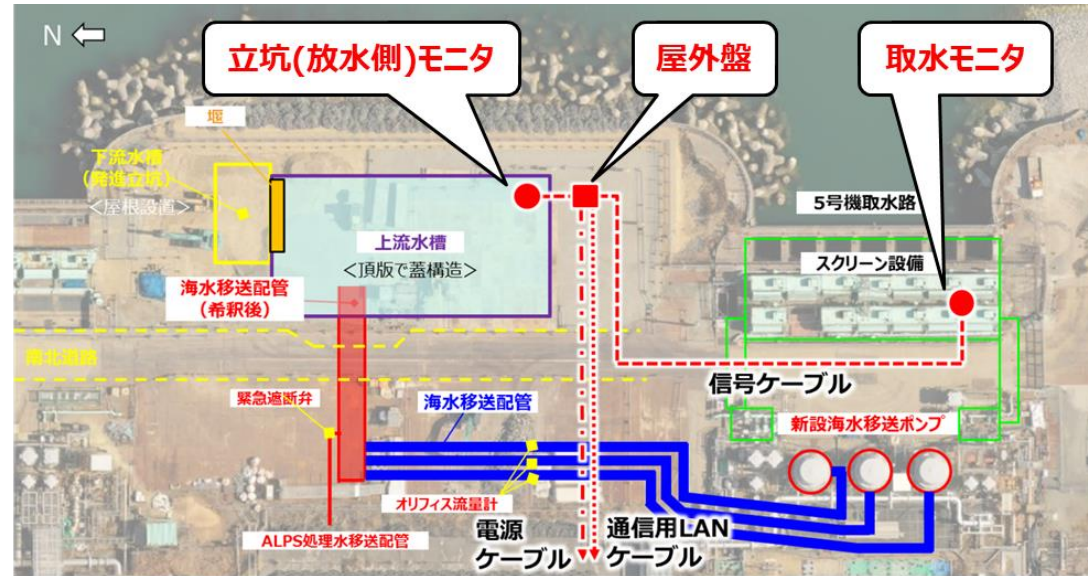 N
立坑(放水側)モニタ
屋外盤
取水モニタ
堰
下流水槽
(発進立坑)
<屋根設置>
5号機取水路
上流水槽
<頂版で蓋構造>
スクリーン設備
海水移送配管
(希釈後)
南北道路
信号ケーブル
緊急遮断弁
海水移送配管
新設海水移送ポンプ
オリフィス流量計
電源
ケーブル
通信用LAN
ケーブル
ALPS処理水移送配管